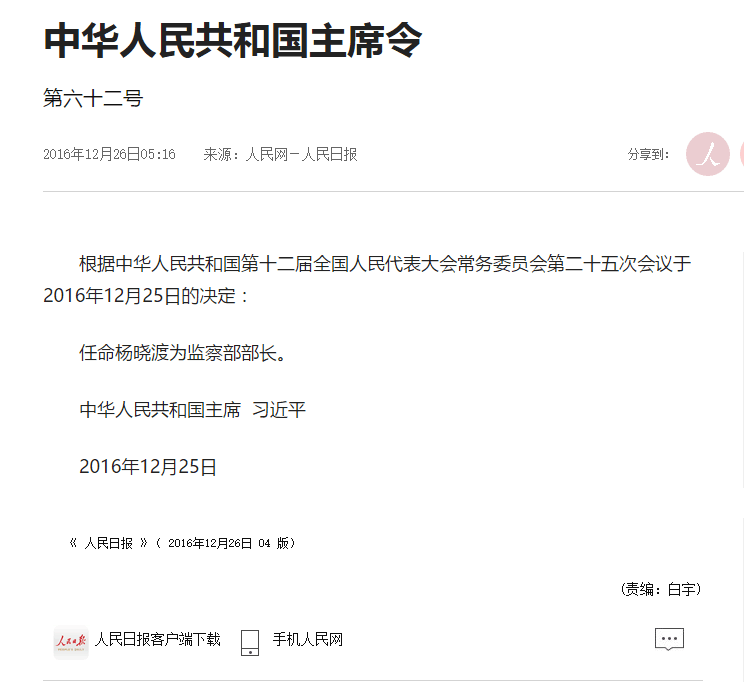 中华人民共和国主席令
第六十二号
2016年12月26日05:16 来源：人民网－人民日报 分享到：
人
根据中华人民共和国第十二届全国人民代表大会常务委员会第二十五次会议于
2016年12月25日的决定：
任命杨晓渡为监察部部长。
中华人民共和国主席 习近平
2016年12月25日
《 人民日报 》（ 2016年12月26日 04 版）
(责编：白宇)
人民日报 人民日报客户端下载 手机人民网